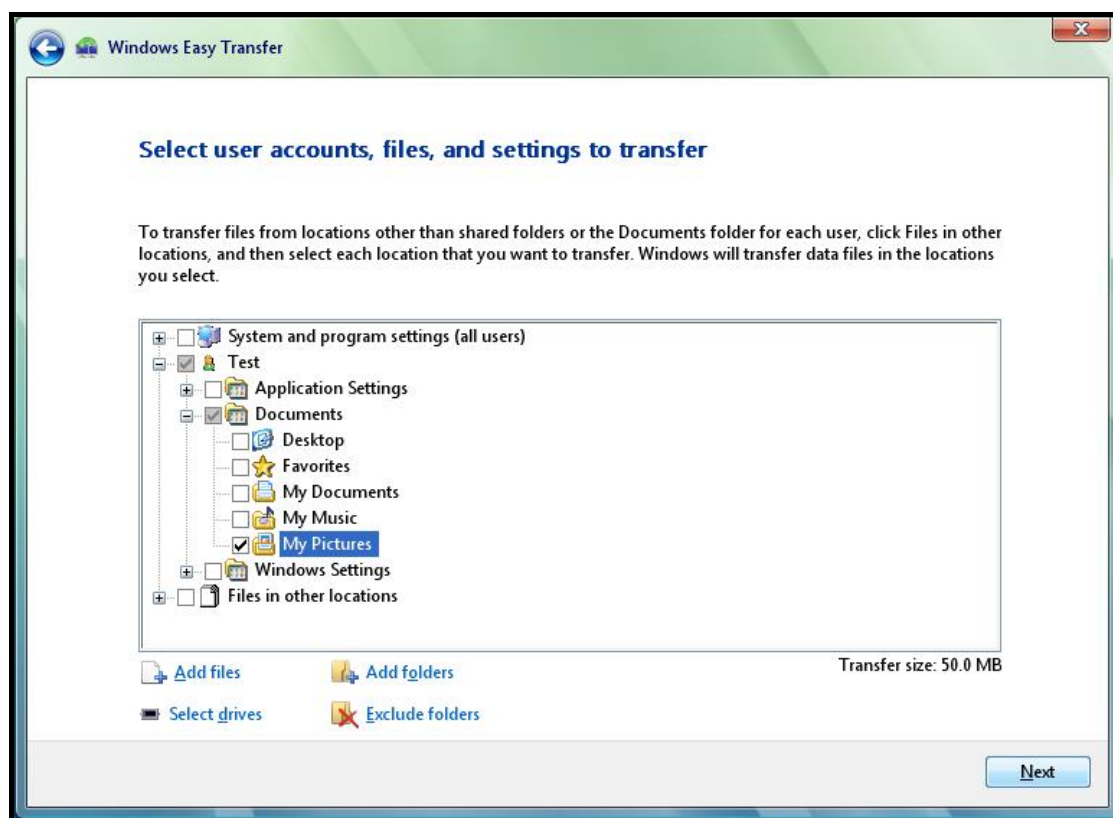 Windows Easy Transfer
Select user accounts, files, and settings to transfer
To transfer files from locations other than shared folders or the Documents folder for each user, click Files in other
locations, and then select each location that you want to transfer. Windows will transfer data files in the locations
you select.
System and program settings (all users)
Test
Application Settings
Documents
Desktop
Favorites
My Documents
My Music
My Pictures
Windows Settings
Files in other locations
Add files Add folders Transfer size: 50.0 MB
Select drives Exclude folders
Next